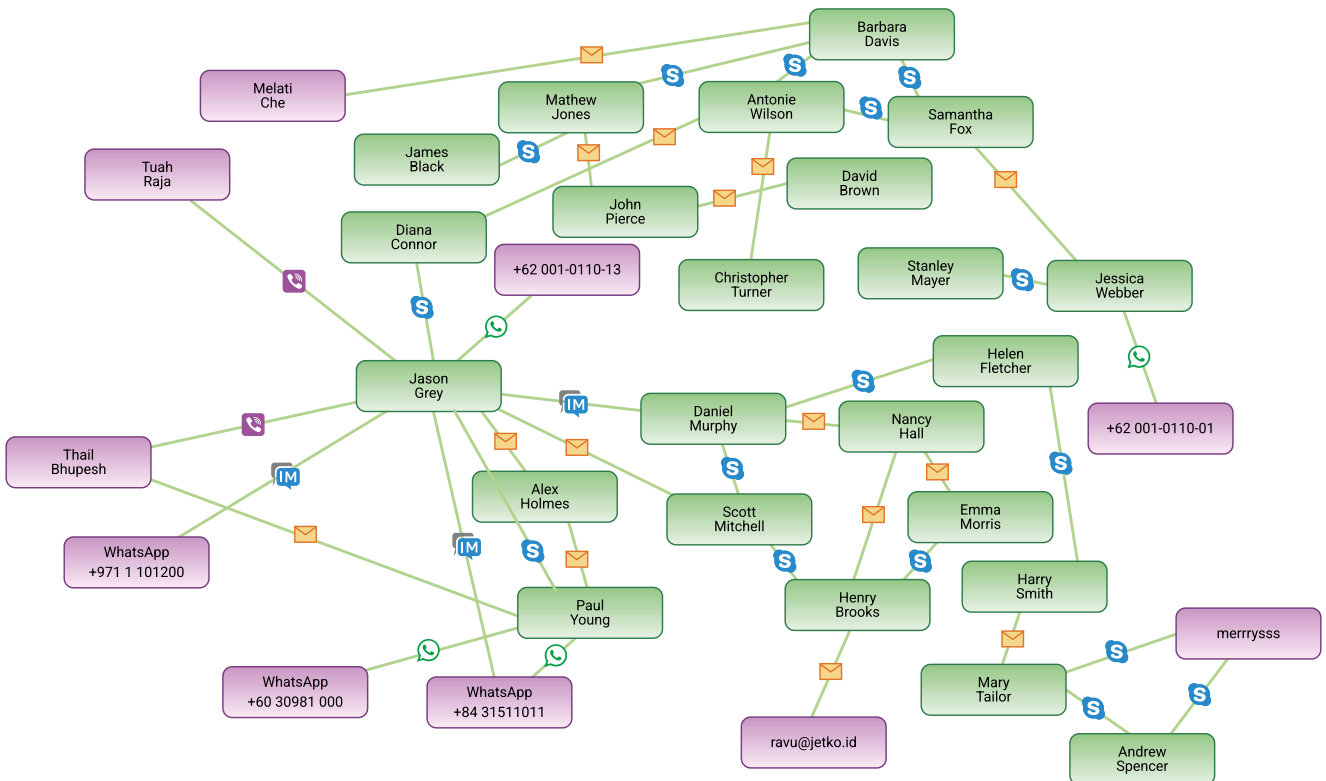 Barbara
Davis
Melati
Che
Mathew
Jones
Antonie
Wilson
Samantha
Fox
James
Black
Tuah
Raja
David
Brown
John
Pierce
Diana
Connor
+62 001-0110-13
Christopher
Turner
Stanley
Mayer
Jessica
Webber
Helen
Fletcher
Jason
Grey
IM
Daniel
Murphy
Nancy
Hall
+62 001-0110-01
Thail
Bhupesh
IM
Alex
Holmes
Scott
Mitchell
Emma
Morris
WhatsApp
+971 1 101200
IM
Paul
Young
Henry
Brooks
Harry
Smith
merrrysss
WhatsApp
+60 30981 000
WhatsApp
+84 31511011
Mary
Tailor
ravu@jetko.id
Andrew
Spencer